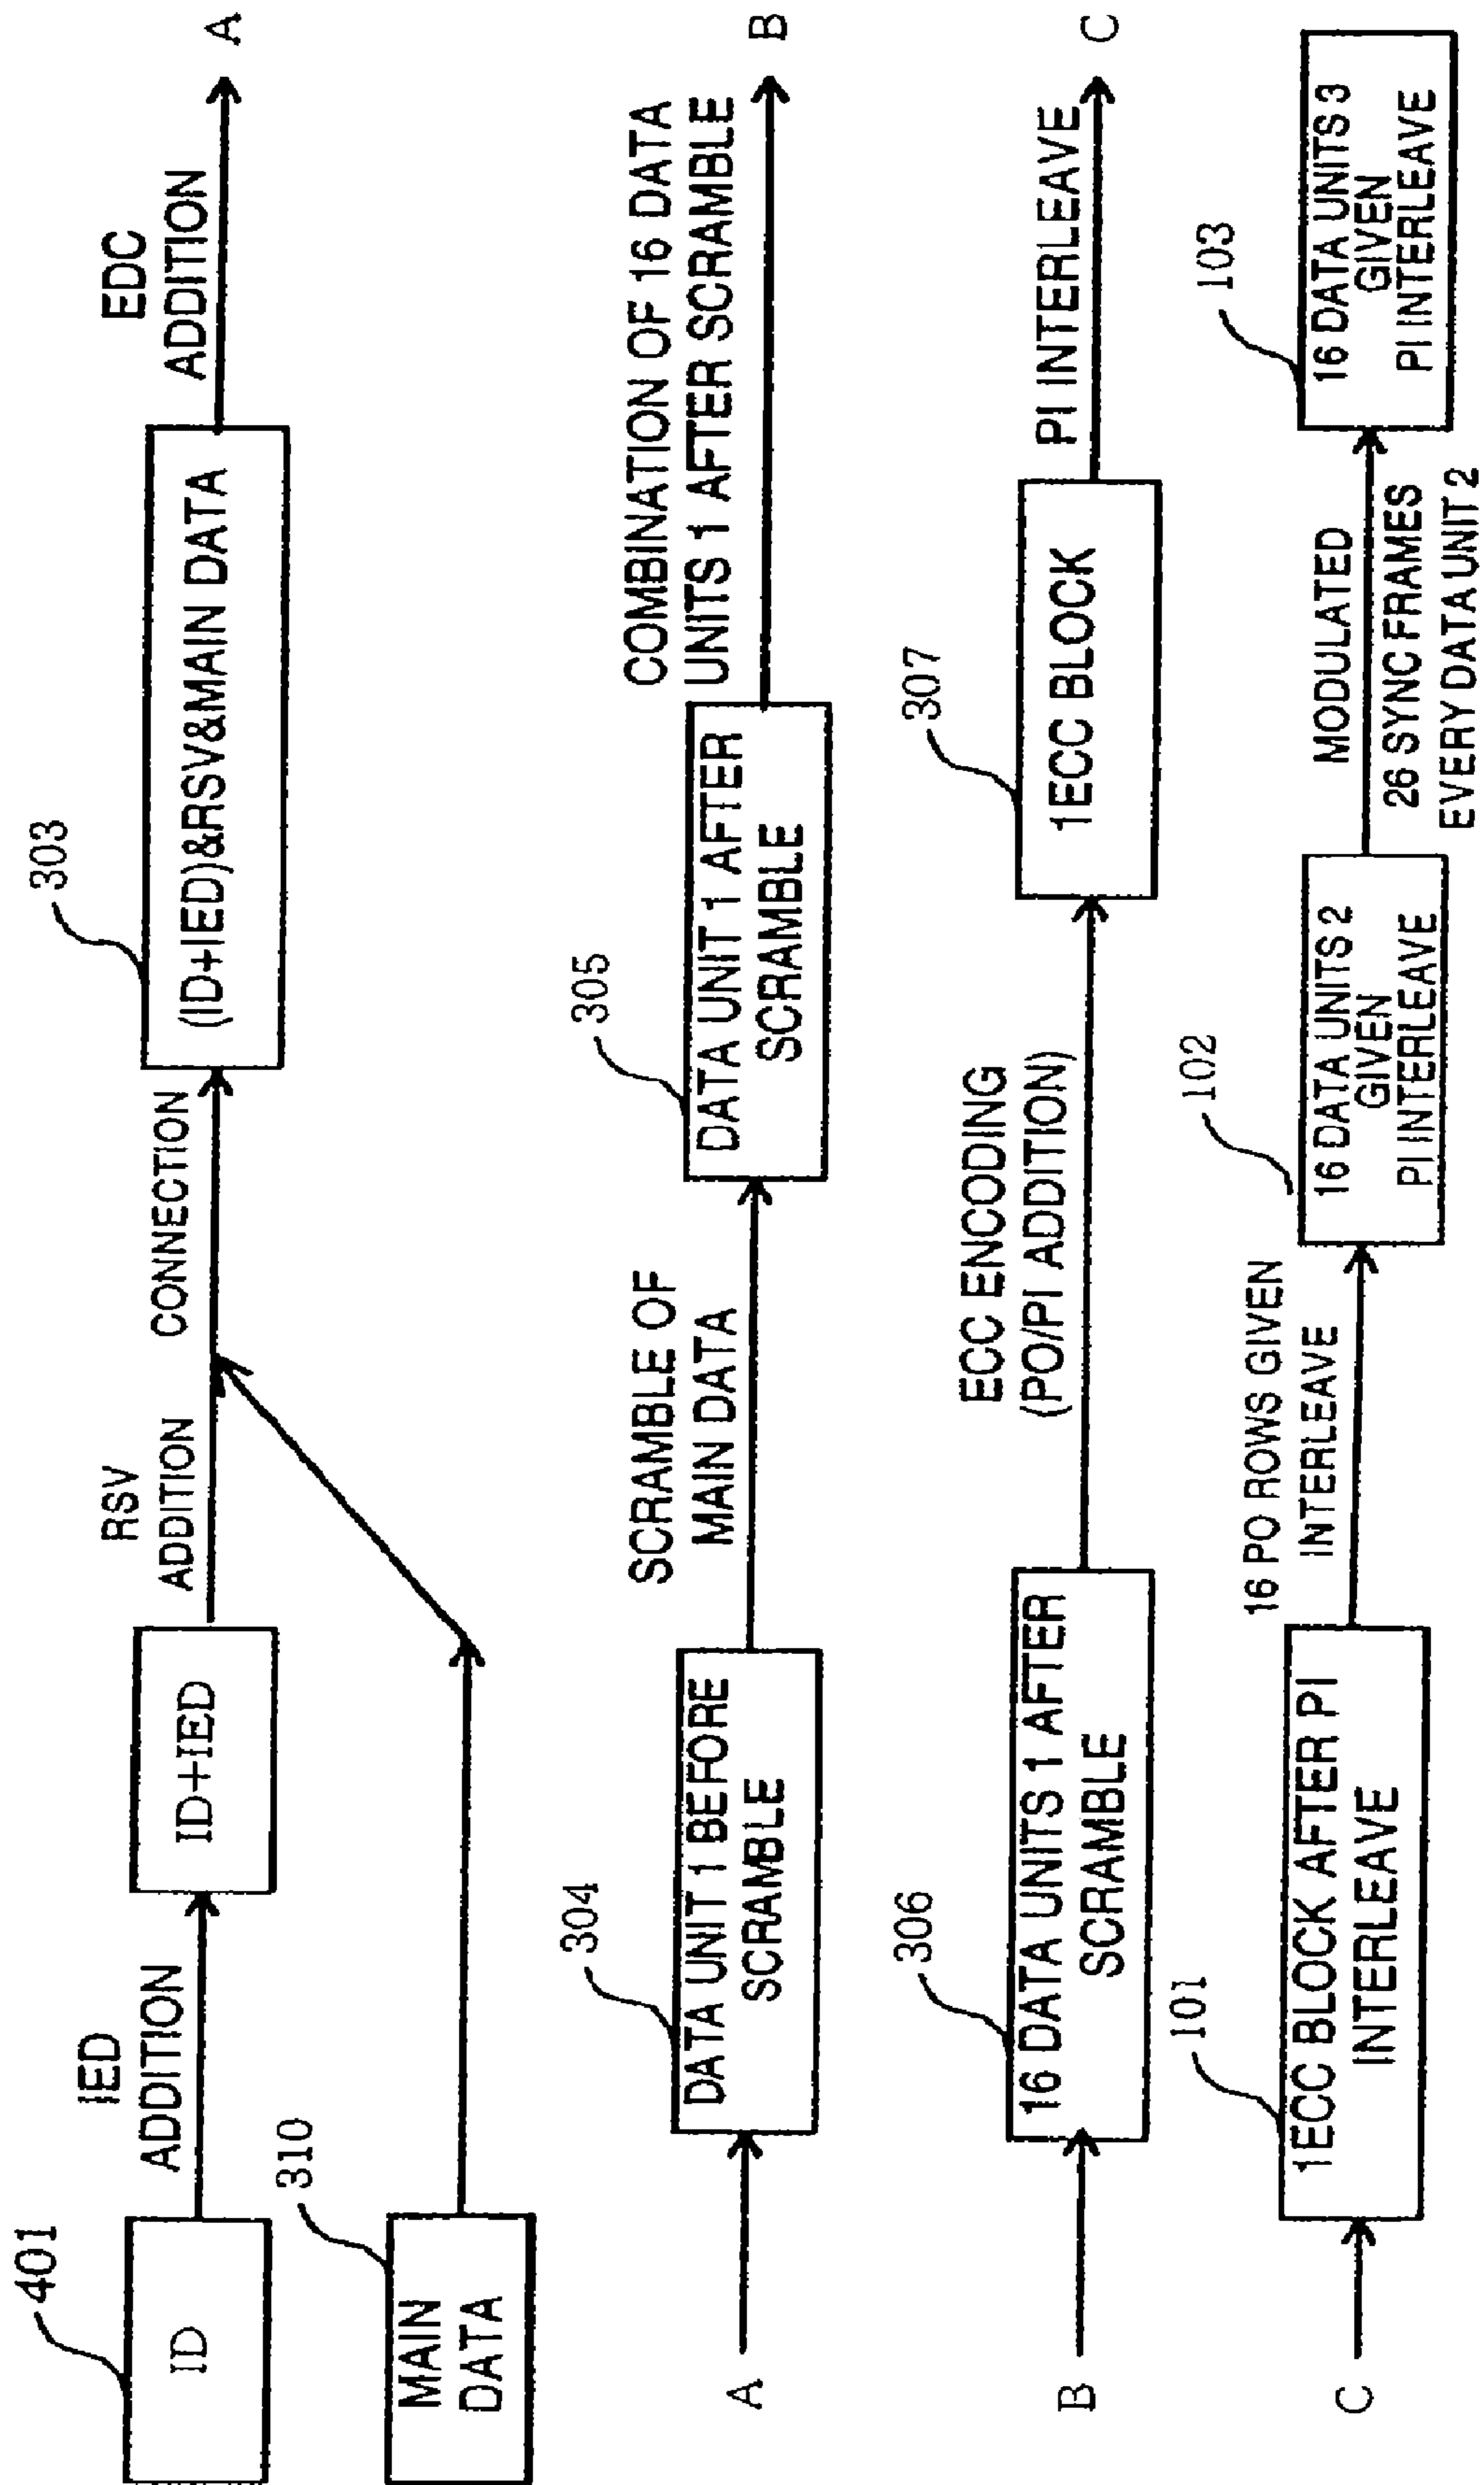 401
ID
IED
ADDITION
ID+IED
RSV
ADDITION
CONNECTION
303
(ID+IED)&RSV&MAIN DATA
EDC
ADDITION
A
310
MAIN
DATA
A
304
DATA UNIT 1 BEFORE
SCRAMBLE
SCRAMBLE OF
MAIN DATA
305
DATA UNIT 1 AFTER
SCRAMBLE
COMBINATION OF 16 DATA
UNITS 1 AFTER SCRAMBLE
B
B
306
16 DATA UNITS 1 AFTER
SCRAMBLE
ECC ENCODING
(PO/PI ADDITION)
307
1ECC BLOCK
PI INTERLEAVE
C
C
101
1ECC BLOCK AFTER PI
INTERLEAVE
16 PO ROWS GIVEN
INTERLEAVE
102
16 DATA UNITS 2
GIVEN
PI INTERLEAVE
MODULATED
26 SYNC FRAMES
EVERY DATA UNIT 2
103
16 DATA UNITS 3
GIVEN
PI INTERLEAVE